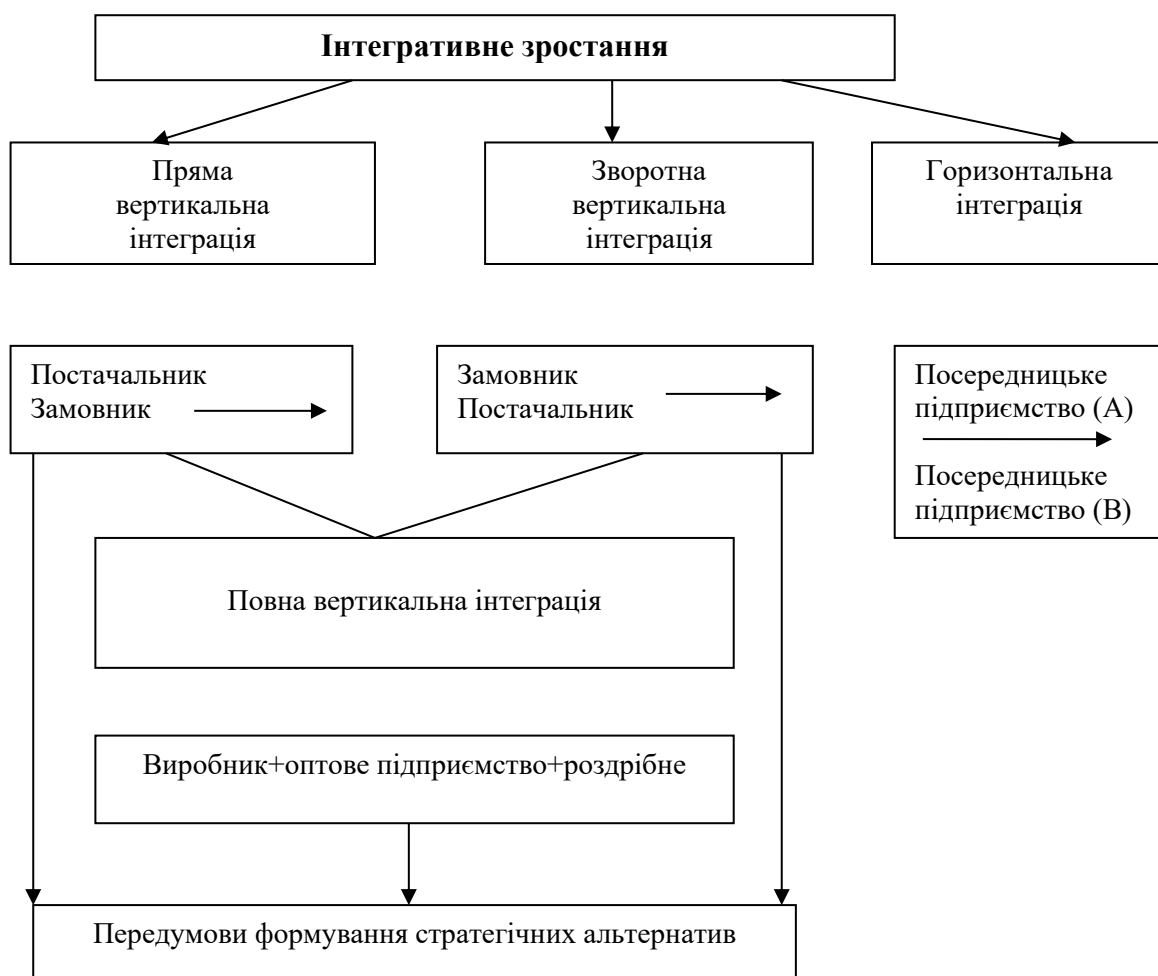 Інтегративне зростання
Пряма
вертикальна
інтеграція
Зворотна
вертикальна
інтеграція
Горизонтальна
інтеграція
Постачальник
Замовник
Замовник
Постачальник
Посередницьке
підприємство (А)
Посередницьке
підприємство (В)
Повна вертикальна інтеграція
Виробник+оптове підприємство+роздрібне
Передумови формування стратегічних альтернатив